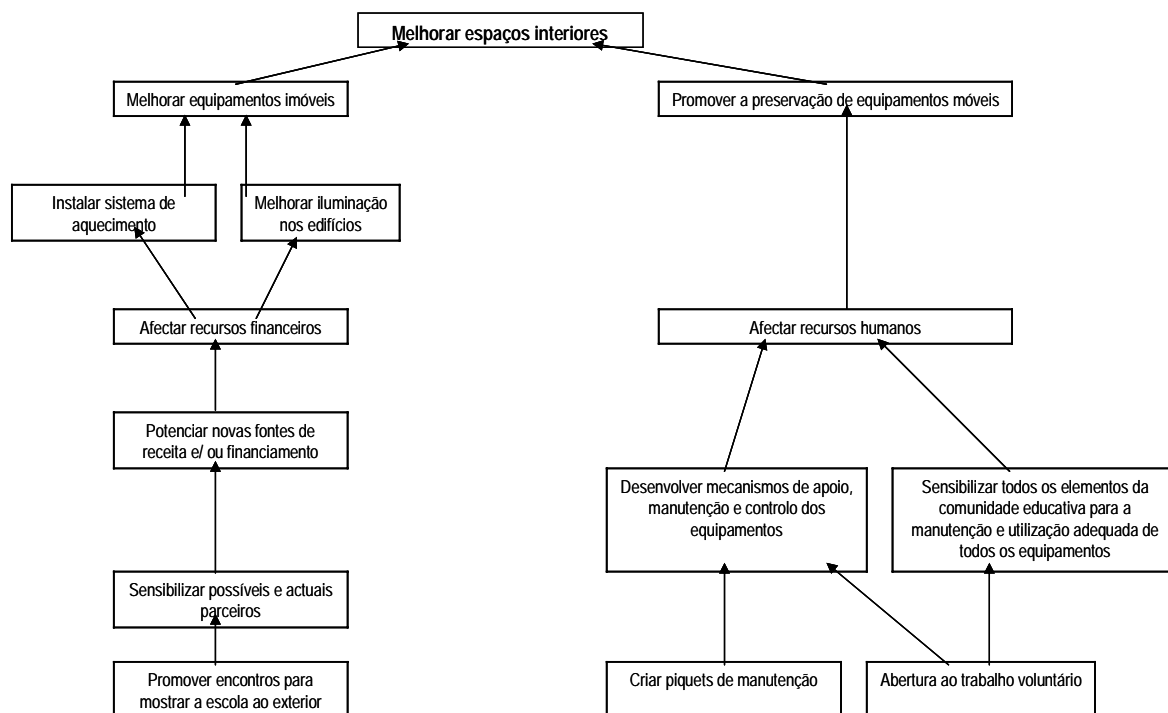 Melhorar espaços interiores
Melhorar equipamentos imóveis
Promover a preservação de equipamentos móveis
Instalar sistema de
aquecimento
Melhorar iluminação
nos edifícios
Afectar recursos financeiros
Afectar recursos humanos
Potenciar novas fontes de
receita e/ ou financiamento
Desenvolver mecanismos de apoio,
manutenção e controlo dos
equipamentos
Sensibilizar todos os elementos da
comunidade educativa para a
manutenção e utilização adequada de
todos os equipamentos
Sensibilizar possíveis e actuais
parceiros
Promover encontros para
mostrar a escola ao exterior
Criar piquets de manutenção
Abertura ao trabalho voluntário